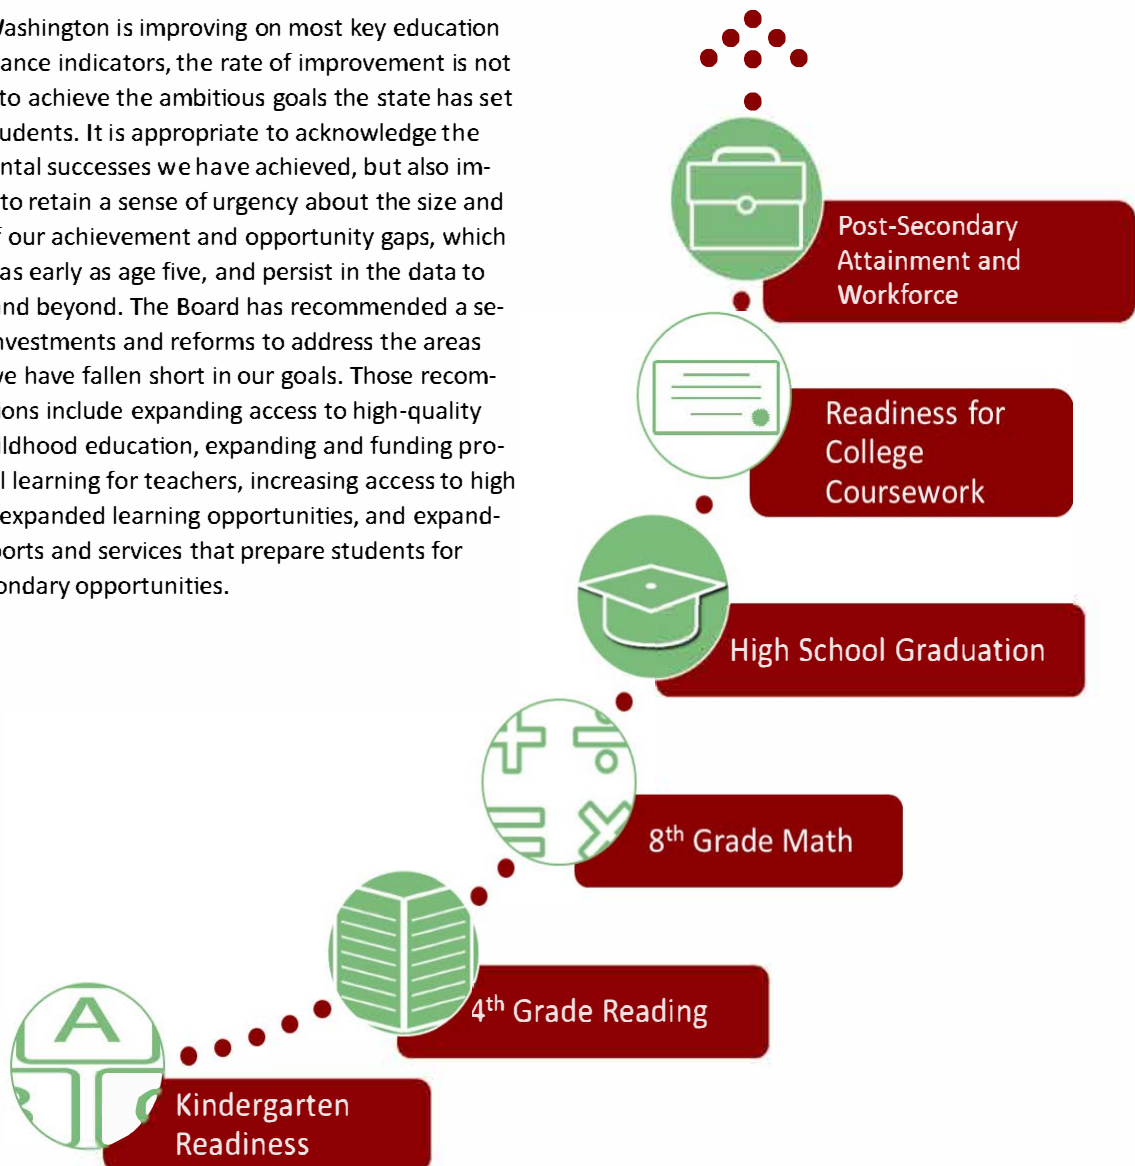 Washington is improving on most key education
ance indicators, the rate of improvement is not
to achieve the ambitious goals the state has set
udents. It is appropriate to acknowledge the
ntal successes we have achieved, but also im-
to retain a sense of urgency about the size and
f our achievement and opportunity gaps, which
as early as age five, and persist in the data to
nd beyond. The Board has recommended a se-
nvestments and reforms to address the areas
ve have fallen short in our goals. Those recom-
ions include expanding access to high-quality
ildhood education, expanding and funding pro-
l learning for teachers, increasing access to high
expanded learning opportunities, and expand-
ports and services that prepare students for
ondary opportunities.
Post-Secondary
Attainment and
Workforce
Readiness for
College
Coursework
High School Graduation
8th Grade Math
4th Grade Reading
A
B C
Kindergarten
Readiness